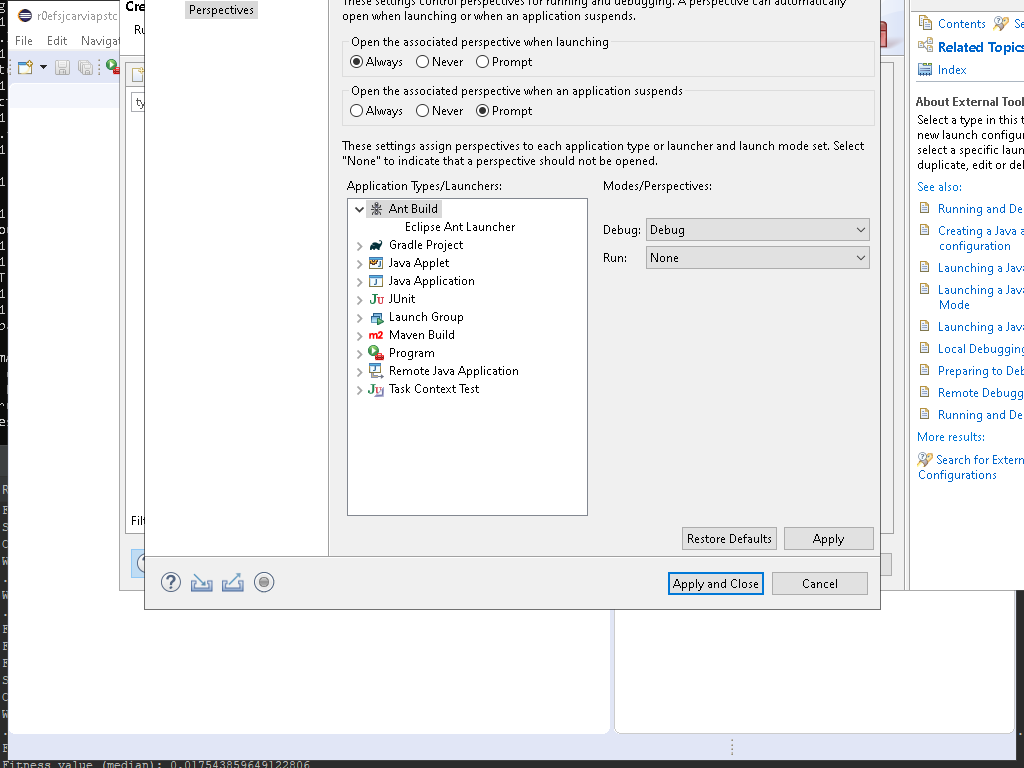 These settings control perspectives for running and debugging. A perspective can automatically
open when launching or when an application suspends.
Perspectives
r0efsjcarviapstc
File Edit
Open the associated perspective when launching
Always Never Prompt
Open the associated perspective when an application suspends
Always Never Prompt
These settings assign perspectives to each application type or launcher and launch mode set. Select
"None" to indicate that a perspective should not be opened.
Application Types/Launchers:
Modes/Perspectives:
Ant Build
Eclipse Ant Launcher
Gradle Project
Java Applet
Java Application
JUnit
Launch Group
Maven Build
Program
Remote Java Application
Task Context Test
Debug: Debug
Run: None
Restore Defaults Apply
Apply and Close Cancel
Contents
Related Topics
Index
About External Tool
Select a type in this
new launch configur
select a specific laun
duplicate, edit or del
See also:
Running and De
Creating a Java a
configuration
Launching a Java
Launching a Java
Mode
Launching a Java
Local Debugging
Preparing to Deb
Remote Debugg
Running and De
More results:
Search for Extern
Configurations
Fitness value (median): 0.017543859649122806